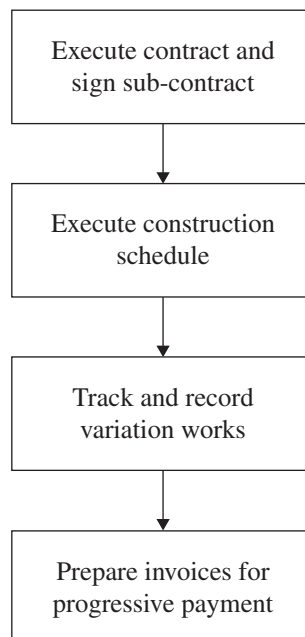 Execute contract and
sign sub-contract
Execute construction
schedule
Track and record
variation works
Prepare invoices for
progressive payment